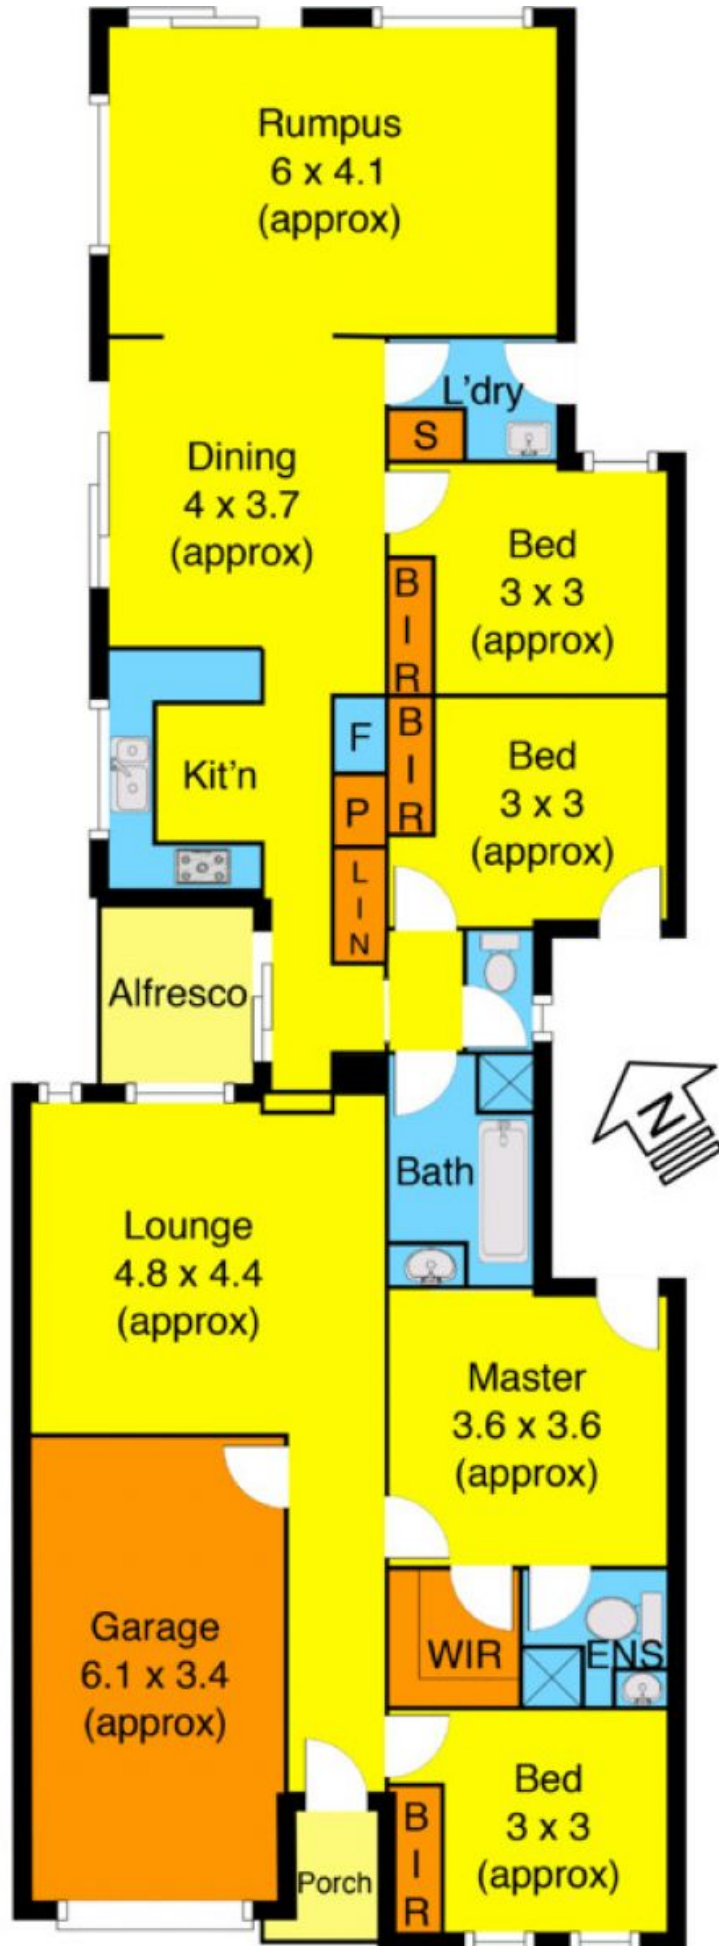 Rumpus
6 x 4.1
(approx)
L'dry
S
Dining
4 x 3.7
(approx)
Bed
3 x 3
(approx)
B
I
R
F
B
I
R
Kit'n
Bed
3 x 3
(approx)
P
L
I
N
Alfresco
N
Bath
Lounge
4.8 x 4.4
(approx)
Master
3.6 x 3.6
(approx)
Garage
6.1 x 3.4
(approx)
WIR
ENS
Bed
3 x 3
(approx)
B
I
R
Porch